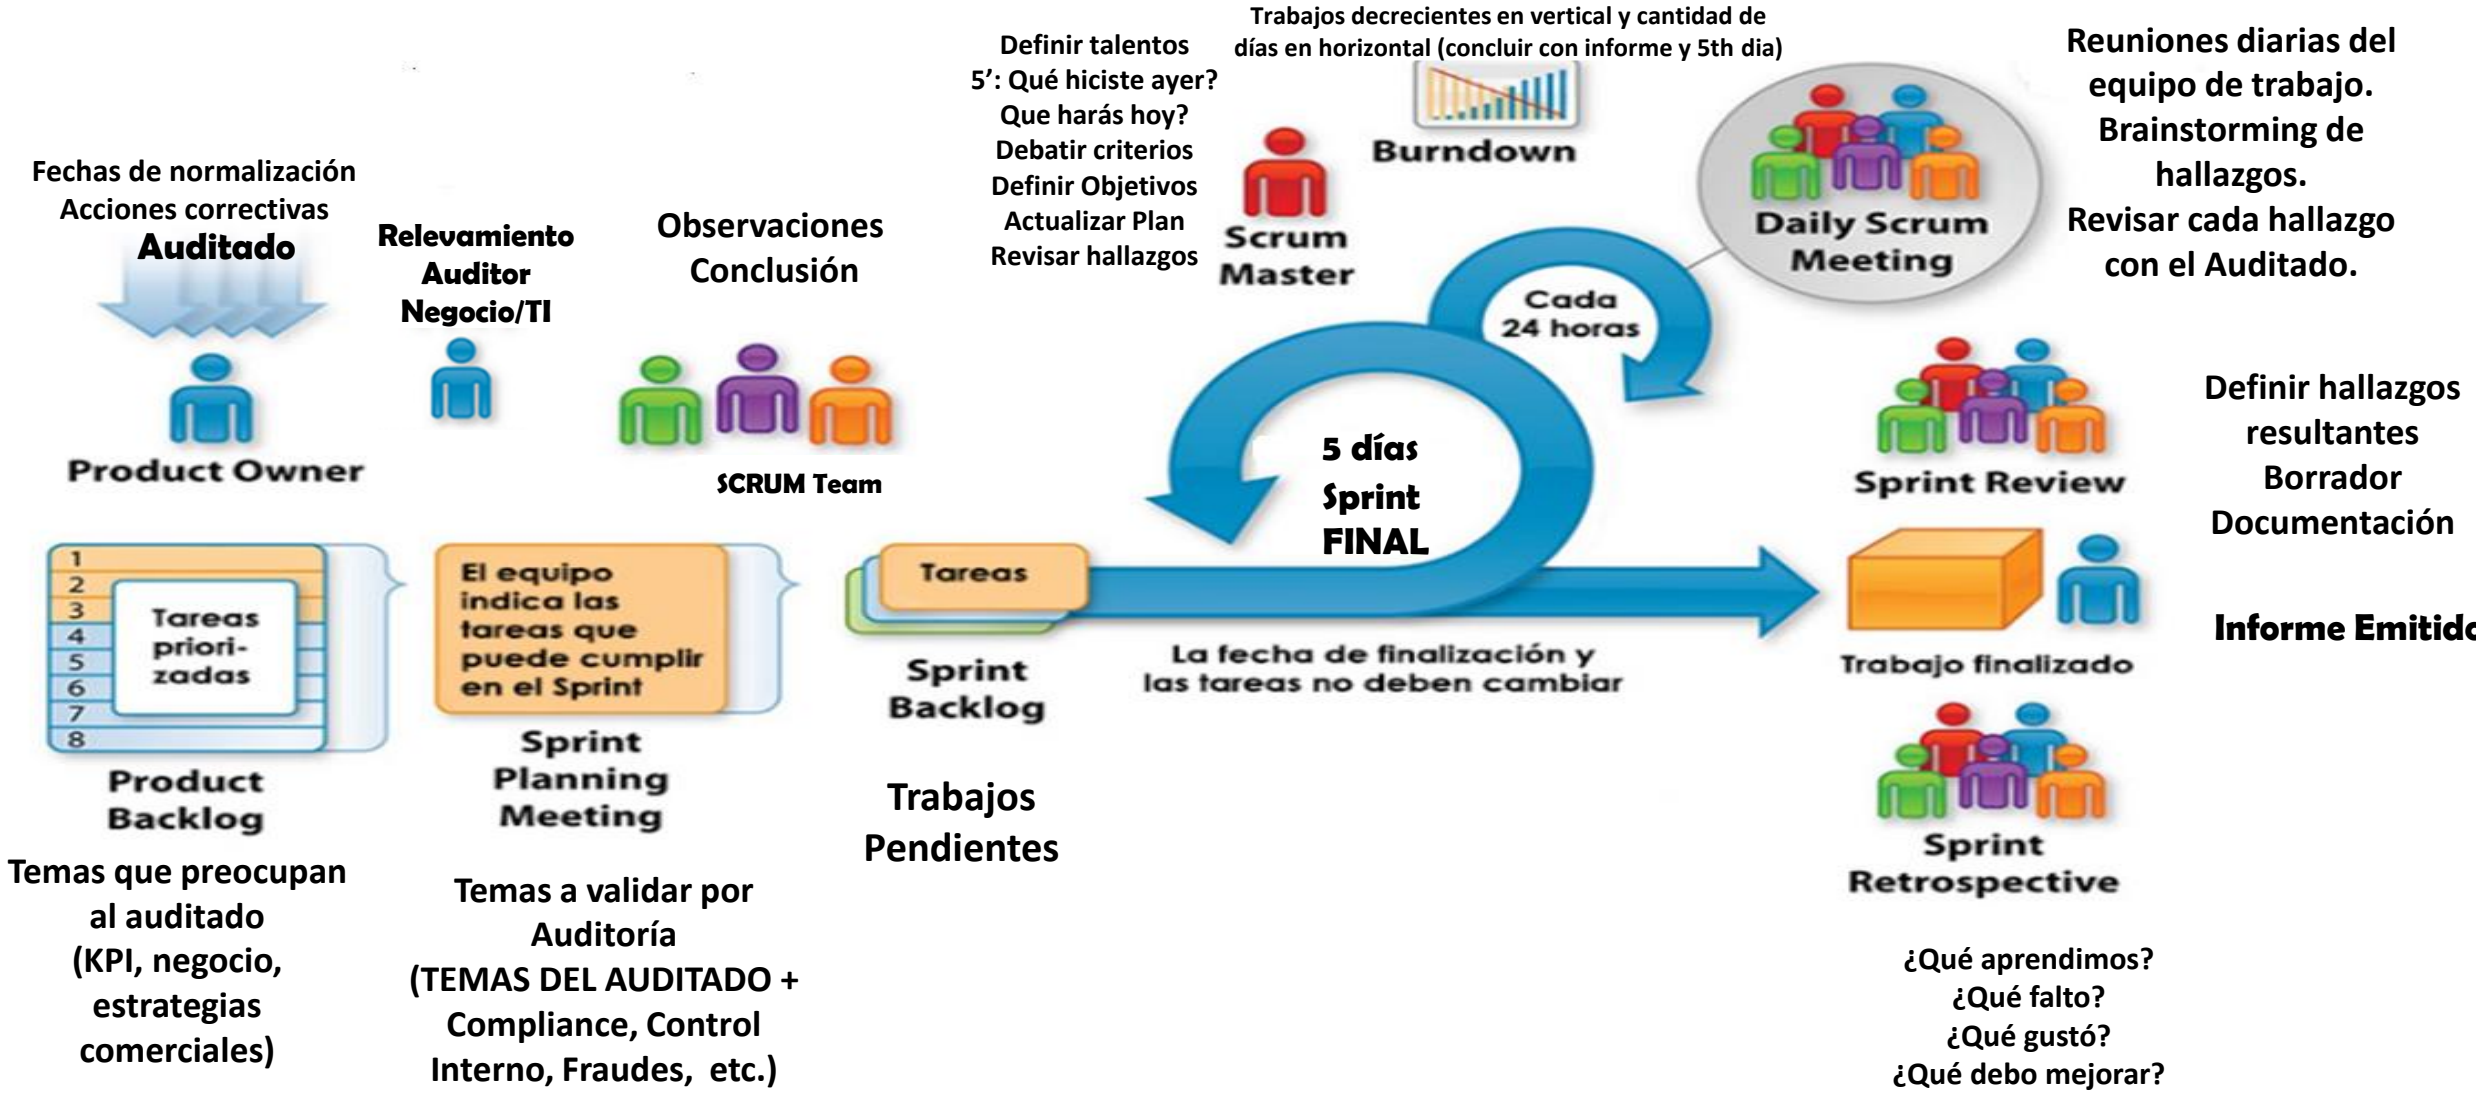 Trabajos decrecientes en vertical y cantidad de
días en horizontal (concluir con informe y 5th dia)
Definir talentos
5’: Qué hiciste ayer?
Que harás hoy?
Debatir criterios
Definir Objetivos
Actualizar Plan
Revisar hallazgos
Burndown
Scrum
Master
Daily Scrum
Meeting
Reuniones diarias del
equipo de trabajo.
Brainstorming de
hallazgos.
Revisar cada hallazgo
con el Auditado.
Fechas de normalización
Acciones correctivas
Auditado
Product Owner
Relevamiento
Auditor
Negocio/TI
Observaciones
Conclusión
SCRUM Team
Cada
24 horas
5 días
Sprint
FINAL
Sprint Review
Definir hallazgos
resultantes
Borrador
Documentación
1
2
3
4
5
6
7
8
Tareas
priori-
zadas
Product
Backlog
Temas que preocupan
al auditado
(KPI, negocio,
estrategias
comerciales)
El equipo
indica las
tareas que
puede cumplir
en el Sprint
Sprint
Planning
Meeting
Temas a validar por
Auditoría
(TEMAS DEL AUDITADO +
Compliance, Control
Interno, Fraudes, etc.)
Tareas
Sprint
Backlog
Trabajos
Pendientes
La fecha de finalización y
las tareas no deben cambiar
Trabajo finalizado
Informe Emitido
Sprint
Retrospective
¿Qué aprendimos?
¿Qué falto?
¿Qué gustó?
¿Qué debo mejorar?